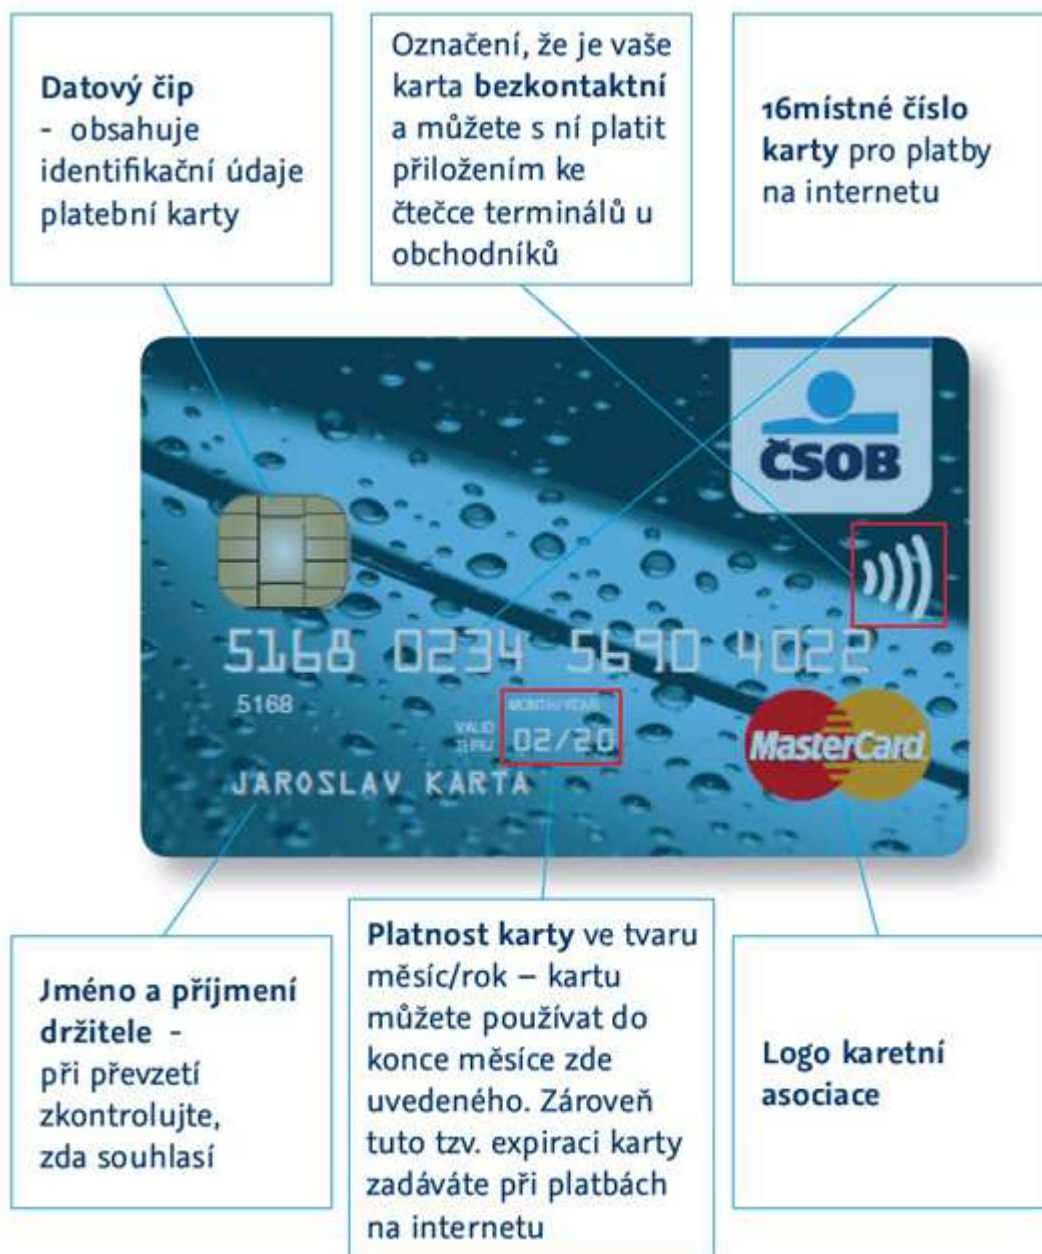 Datový čip
- obsahuje
identifikační údaje
platební karty
Označení, že je vaše
karta bezkontaktní
a můžete s ní platit
přiložením ke
čtečce terminálů u
obchodníků
16místné číslo
karty pro platby
na internetu
ČSOB
5168 0234 5690 4022
5168
MONTH/YEAR
VALID
THRU
02/20
JAROSLAV KARTA
MasterCard
Jméno a příjmení
držitele -
při převzetí
zkontrolujte,
zda souhlasí
Platnost karty ve tvaru
měsíc/rok – kartu
můžete používat do
konce měsíce zde
uvedeného. Zároveň
tuto tzv. expiraci karty
zadáváte při platbách
na internetu
Logo karetní
asociace